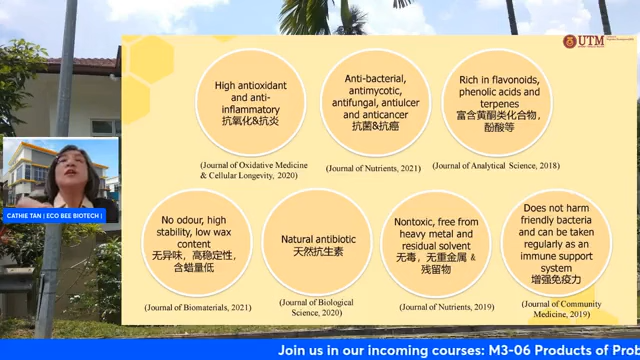 UTM
High antioxidant
and anti-
inflammatory
抗氧化&抗炎
(Journal of Oxidative Medicine
& Cellular Longevity, 2020)
Anti-bacterial,
antimycotic,
antifungal, antiulcer
and anticancer
抗菌&抗癌
(Journal of Nutrients, 2021)
Rich in flavonoids,
phenolic acids and
terpenes
富含黄酮类化合物，
酚酸等
(Journal of Analytical Science, 2018)
No odour, high
stability, low wax
content
无异味，高稳定性，
含蜡量低
(Journal of Biomaterials, 2021)
Natural antibiotic
天然抗生素
(Journal of Biological
Science, 2020)
Nontoxic, free from
heavy metal and
residual solvent
无毒，无重金属 &
残留物
(Journal of Nutrients, 2019)
Does not harm
friendly bacteria
and can be taken
regularly as an
immune support
system
增强免疫力
(Journal of Community
Medicine, 2019)
CATHIE TAN | ECO BEE BIOTECH |
Join us in our incoming courses: M3-06 Products of Prob